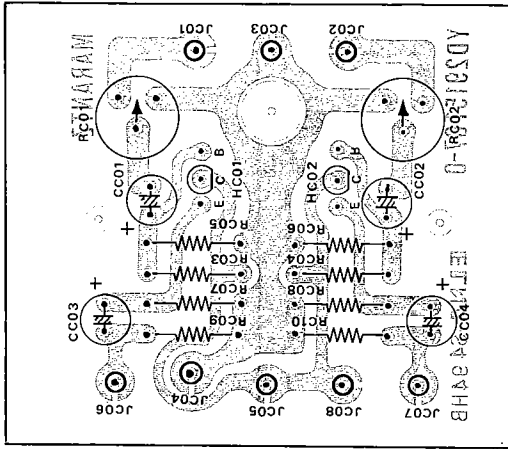 JC01
JC03
JC02
MARANTZ
RC01
RC02
CC01
CC02
B
C
E
HC01
HC02
B
C
E
+
+
RC05
RC06
RC03
RC04
RC07
RC08
RC09
RC10
+
+
CC03
CC04
JC06
JC04
JC05
JC08
JC07